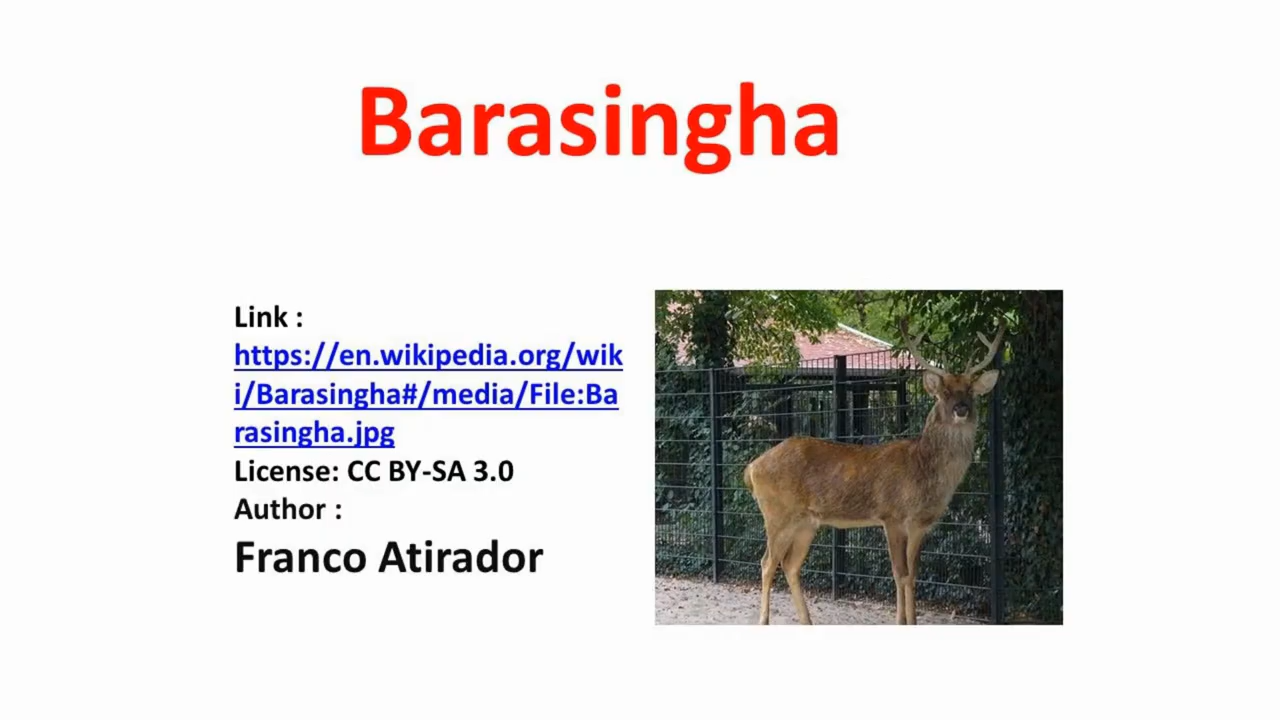 Barasingha
Link :
https://en.wikipedia.org/wik
i/Barasingha#/media/File:Ba
rasingha.jpg
License: CC BY-SA 3.0
Author :
Franco Atirador